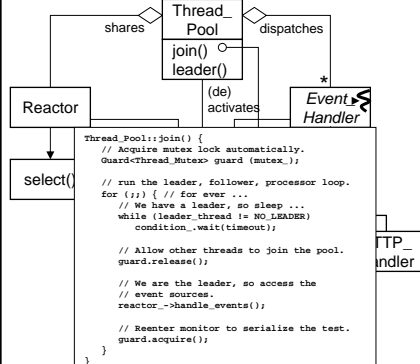 Thread_
Pool
shares
dispatches
join()
leader()
*
(de)
activates
Reactor
Event_
Handler
select()
TTP_
andler
Thread_Pool::join() {
// Acquire mutex lock automatically.
Guard<Thread_Mutex> guard (mutex_);
// run the leader, follower, processor loop.
for (;;) { // for ever ...
// We have a leader, so sleep ...
while (leader_thread != NO_LEADER)
condition_.wait(timeout);
// Allow other threads to join the pool.
guard.release();
// We are the leader, so access the
// event sources.
reactor_->handle_events();
// Reenter monitor to serialize the test.
guard.acquire();
}
}